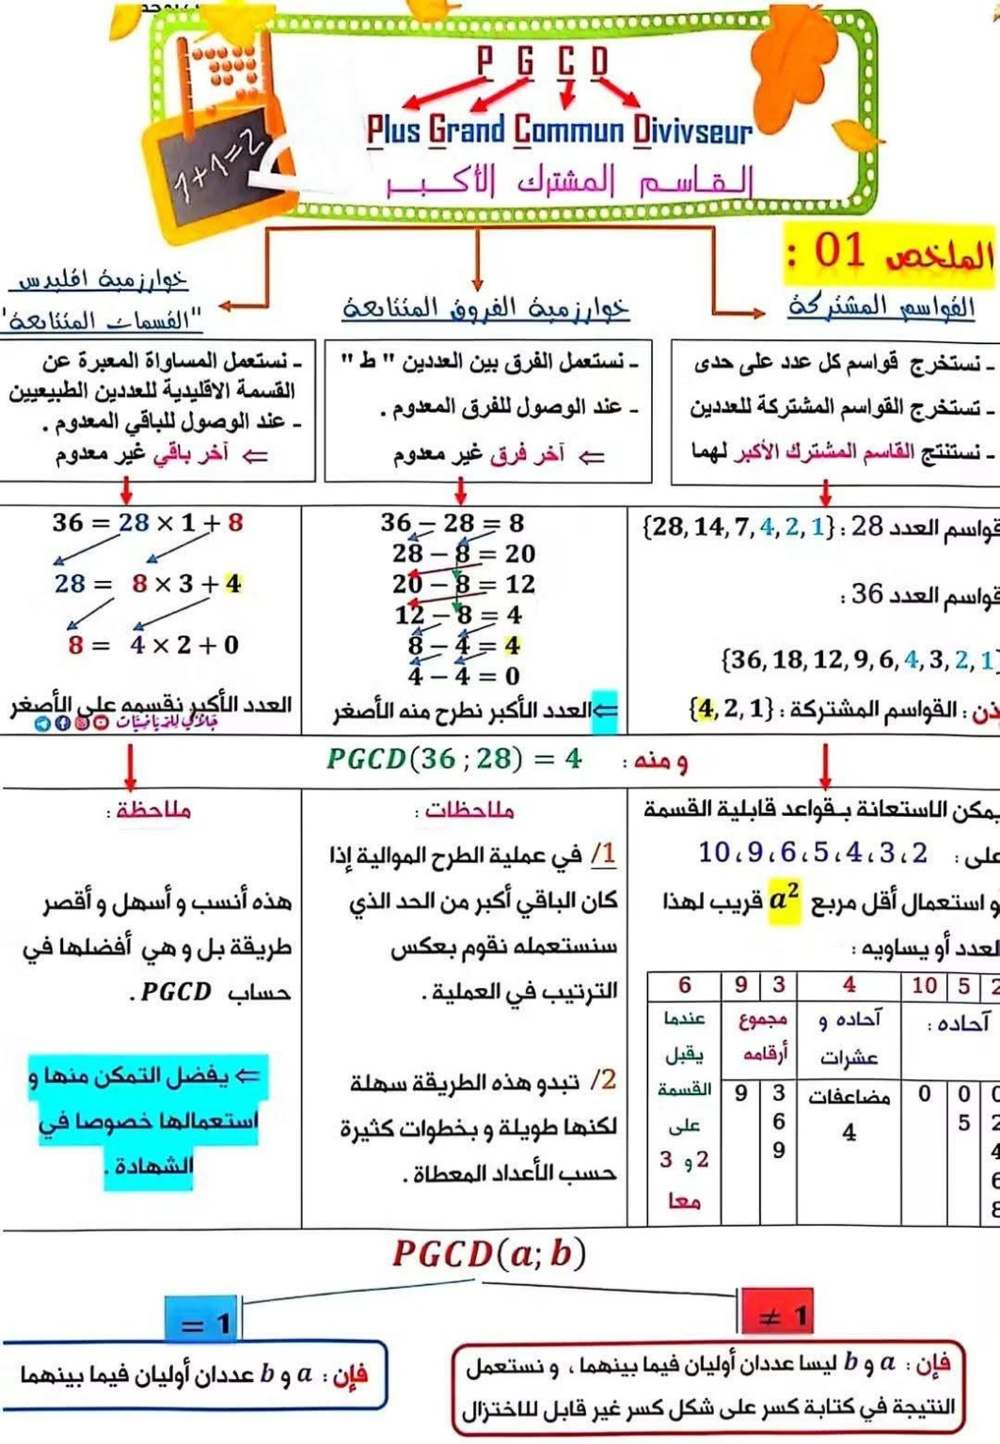 P G C D
Plus Grand Commun Divivseur
القاسم المشترك الأكبر
1+1=2
الملخص 01 :
القواسم المشتركة
- نستخرج قواسم كل عدد على حدى
- نستخرج القواسم المشتركة للعددين
- نستنتج القاسم المشترك الأكبر لهما
خوارزمية الفروق المتتابعة
- نستعمل الفرق بين العددين " ط "
- عند الوصول للفرق المعدوم .
⇐ آخر فرق غير معدوم
خوارزمية اقليدس
"القسمات المتتابعة"
- نستعمل المساواة المعبرة عن
القسمة الاقليدية للعددين الطبيعيين
- عند الوصول للباقي المعدوم .
⇐ آخر باقي غير معدوم
قواسم العدد 28 : {28, 14, 7, 4, 2, 1}
قواسم العدد 36 :
{36, 18, 12, 9, 6, 4, 3, 2, 1}
إذن : القواسم المشتركة : {4, 2, 1}
36 − 28 = 8
28 − 8 = 20
20 − 8 = 12
12 − 8 = 4
8 − 4 = 4
4 − 4 = 0
⇐العدد الأكبر نطرح منه الأصغر
36 = 28 × 1 + 8
28 = 8 × 3 + 4
8 = 4 × 2 + 0
العدد الأكبر نقسمه على الأصغر
و منه : PGCD(36 ; 28) = 4
يمكن الاستعانة بقواعد قابلية القسمة
على : 2 ، 3 ، 4 ، 5 ، 6 ، 9 ، 10
و استعمال أقل مربع a² قريب لهذا
العدد أو يساويه :
2 5 10 4 3 9 6
آحاده :
آحاده و عشرات
مجموع أرقامه
عندما يقبل القسمة على 2 و 3 معا
0 2 4 6 8
0 5
0
مضاعفات 4
3 6 9
9
ملاحظات :
1/ في عملية الطرح الموالية إذا
كان الباقي أكبر من الحد الذي
سنستعمله نقوم بعكس
الترتيب في العملية .
2/ تبدو هذه الطريقة سهلة
لكنها طويلة و بخطوات كثيرة
حسب الأعداد المعطاة .
ملاحظة :
هذه أنسب و أسهل و أقصر
طريقة بل و هي أفضلها في
حساب PGCD .
⇐ يفضل التمكن منها و
استعمالها خصوصا في
الشهادة .
PGCD(a; b)
≠ 1
فإن : a و b ليسا عددان أوليان فيما بينهما ، و نستعمل
النتيجة في كتابة كسر على شكل كسر غير قابل للاختزال
= 1
فإن : a و b عددان أوليان فيما بينهما